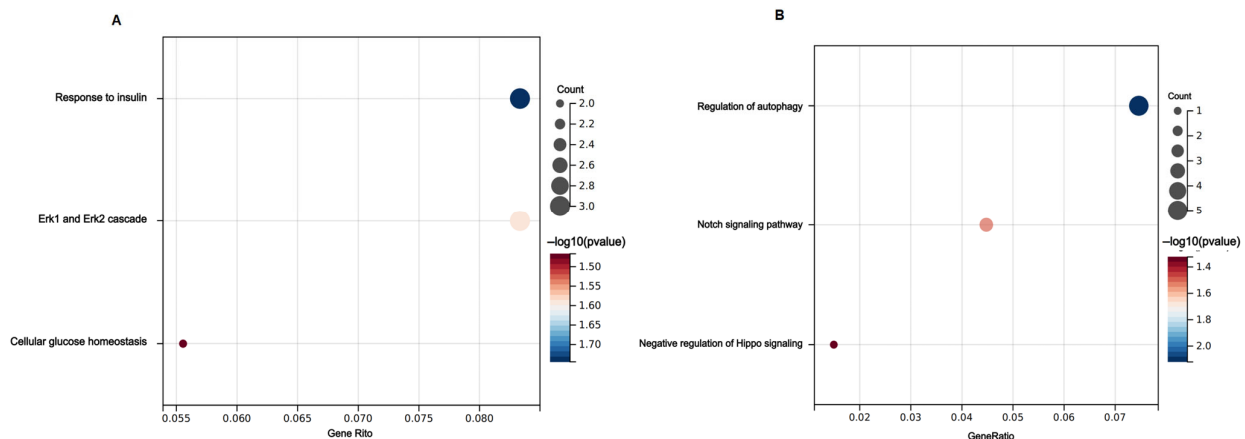 A
Response to insulin
Erk1 and Erk2 cascade
Cellular glucose homeostasis
0.055 0.060 0.065 0.070 0.075 0.080
Gene Rito
Count
2.0
2.2
2.4
2.6
2.8
3.0
–log10(pvalue)
1.50
1.55
1.60
1.65
1.70
B
Regulation of autophagy
Notch signaling pathway
Negative regulation of Hippo signaling
0.02 0.03 0.04 0.05 0.06 0.07
GeneRatio
Count
1
2
3
4
5
–log10(pvalue)
1.4
1.6
1.8
2.0